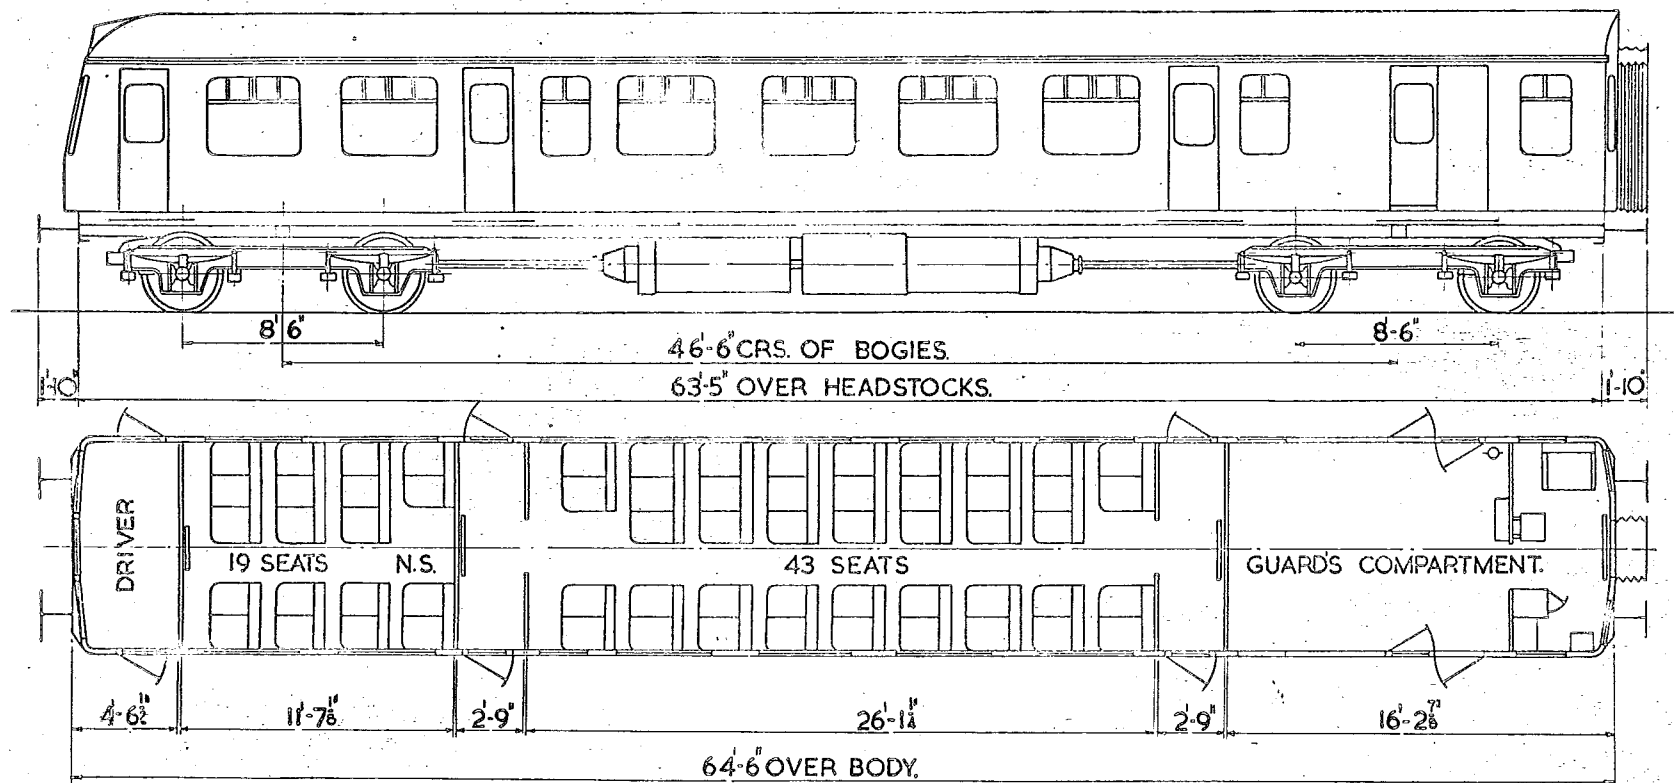 8'-6"
8'-6"
46'-6" CRS. OF BOGIES.
1'-10"
63'-5" OVER HEADSTOCKS.
1'-10"
DRIVER
19 SEATS
N.S.
43 SEATS
GUARD'S COMPARTMENT.
4'-6½"
11'-7⅛"
2'-9"
26'-1¼"
2'-9"
16'-2⅞"
64'-6" OVER BODY.